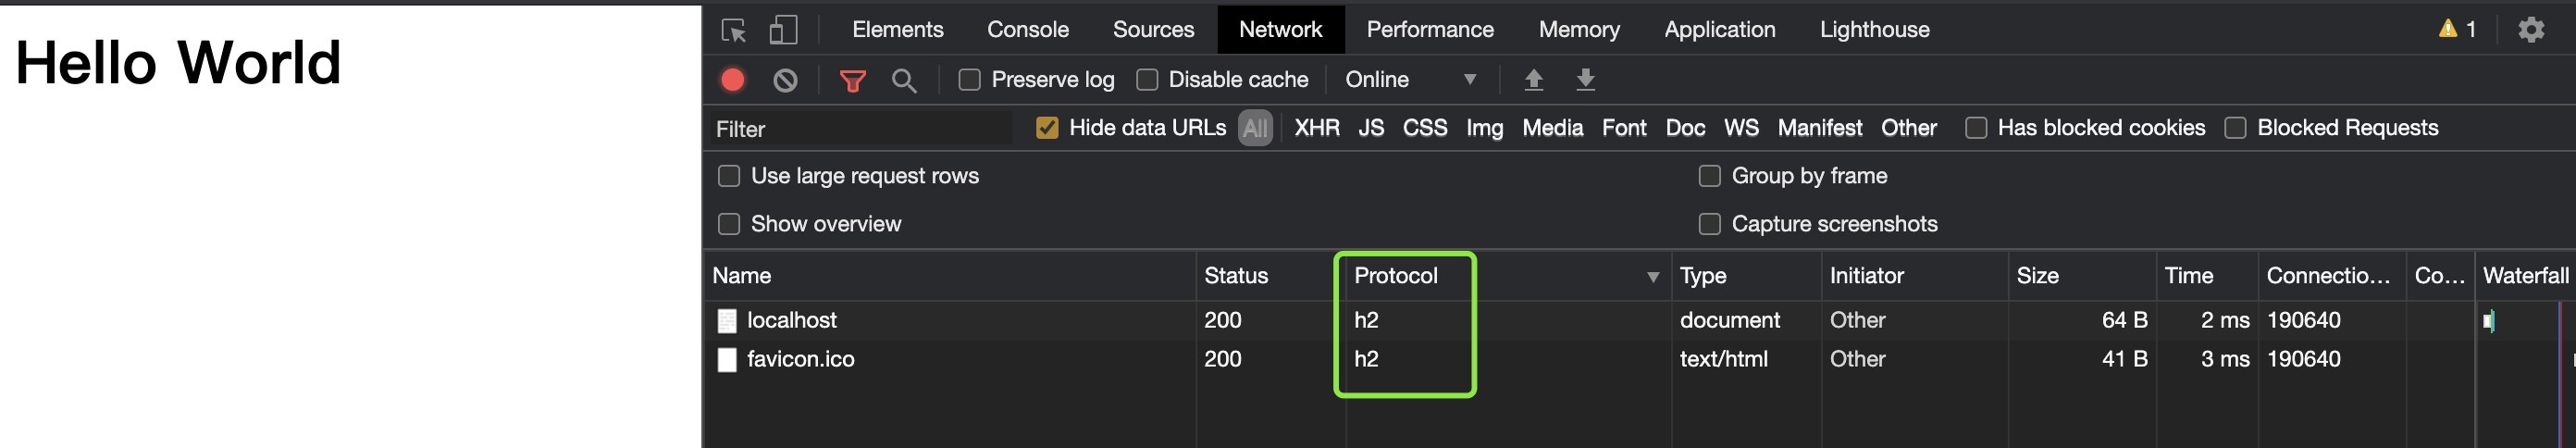 Hello World
Elements Console Sources Network Performance Memory Application Lighthouse 1
Preserve log Disable cache Online
Filter Hide data URLs All XHR JS CSS Img Media Font Doc WS Manifest Other Has blocked cookies Blocked Requests
Use large request rows Group by frame
Show overview Capture screenshots
Name Status Protocol Type Initiator Size Time Connectio... Co... Waterfall
localhost 200 h2 document Other 64 B 2 ms 190640
favicon.ico 200 h2 text/html Other 41 B 3 ms 190640